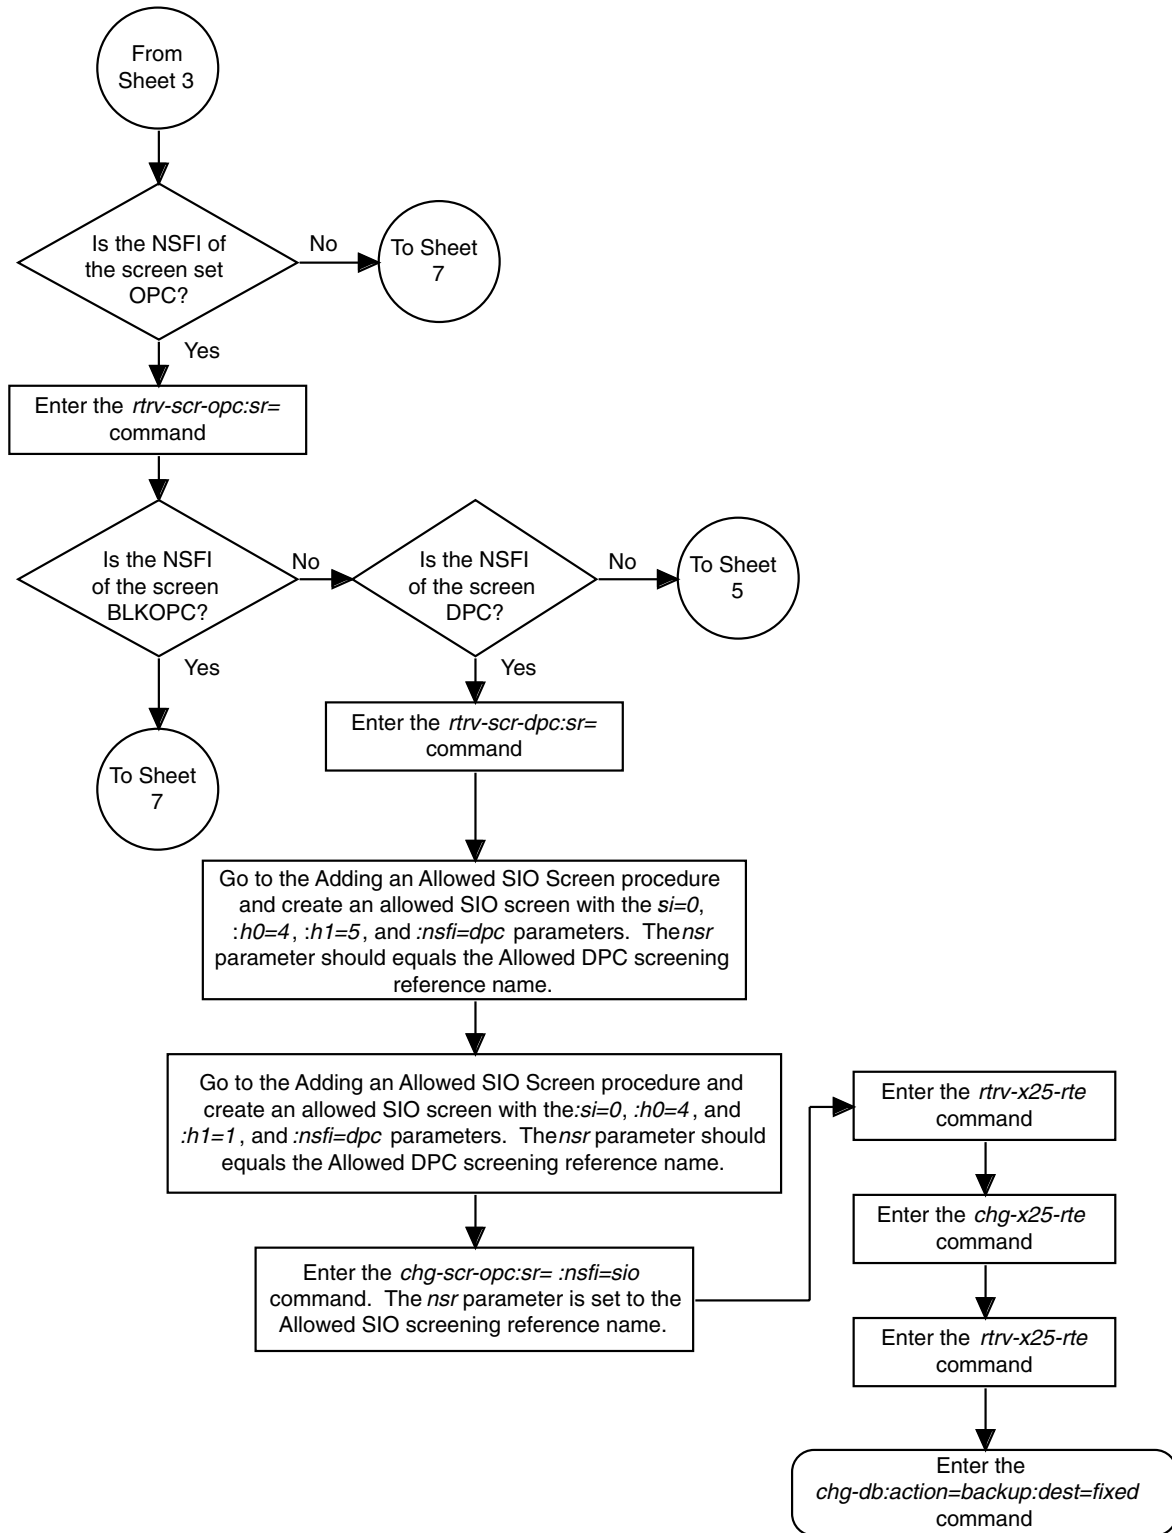 From
Sheet 3
Is the NSFI of
the screen set
OPC?
No
To Sheet
7
Yes
Enter the rtrv-scr-opc:sr=
command
Is the NSFI
of the screen
BLKOPC?
No
Is the NSFI
of the screen
DPC?
No
To Sheet
5
Yes
To Sheet
7
Yes
Enter the rtrv-scr-dpc:sr=
command
Go to the Adding an Allowed SIO Screen procedure
and create an allowed SIO screen with the si=0,
:h0=4, :h1=5, and :nsfi=dpc parameters. The nsr
parameter should equals the Allowed DPC screening
reference name.
Go to the Adding an Allowed SIO Screen procedure and
create an allowed SIO screen with the :si=0, :h0=4, and
:h1=1, and :nsfi=dpc parameters. The nsr parameter should
equals the Allowed DPC screening reference name.
Enter the chg-scr-opc:sr= :nsfi=sio
command. The nsr parameter is set to the
Allowed SIO screening reference name.
Enter the rtrv-x25-rte
command
Enter the chg-x25-rte
command
Enter the rtrv-x25-rte
command
Enter the
chg-db:action=backup:dest=fixed
command